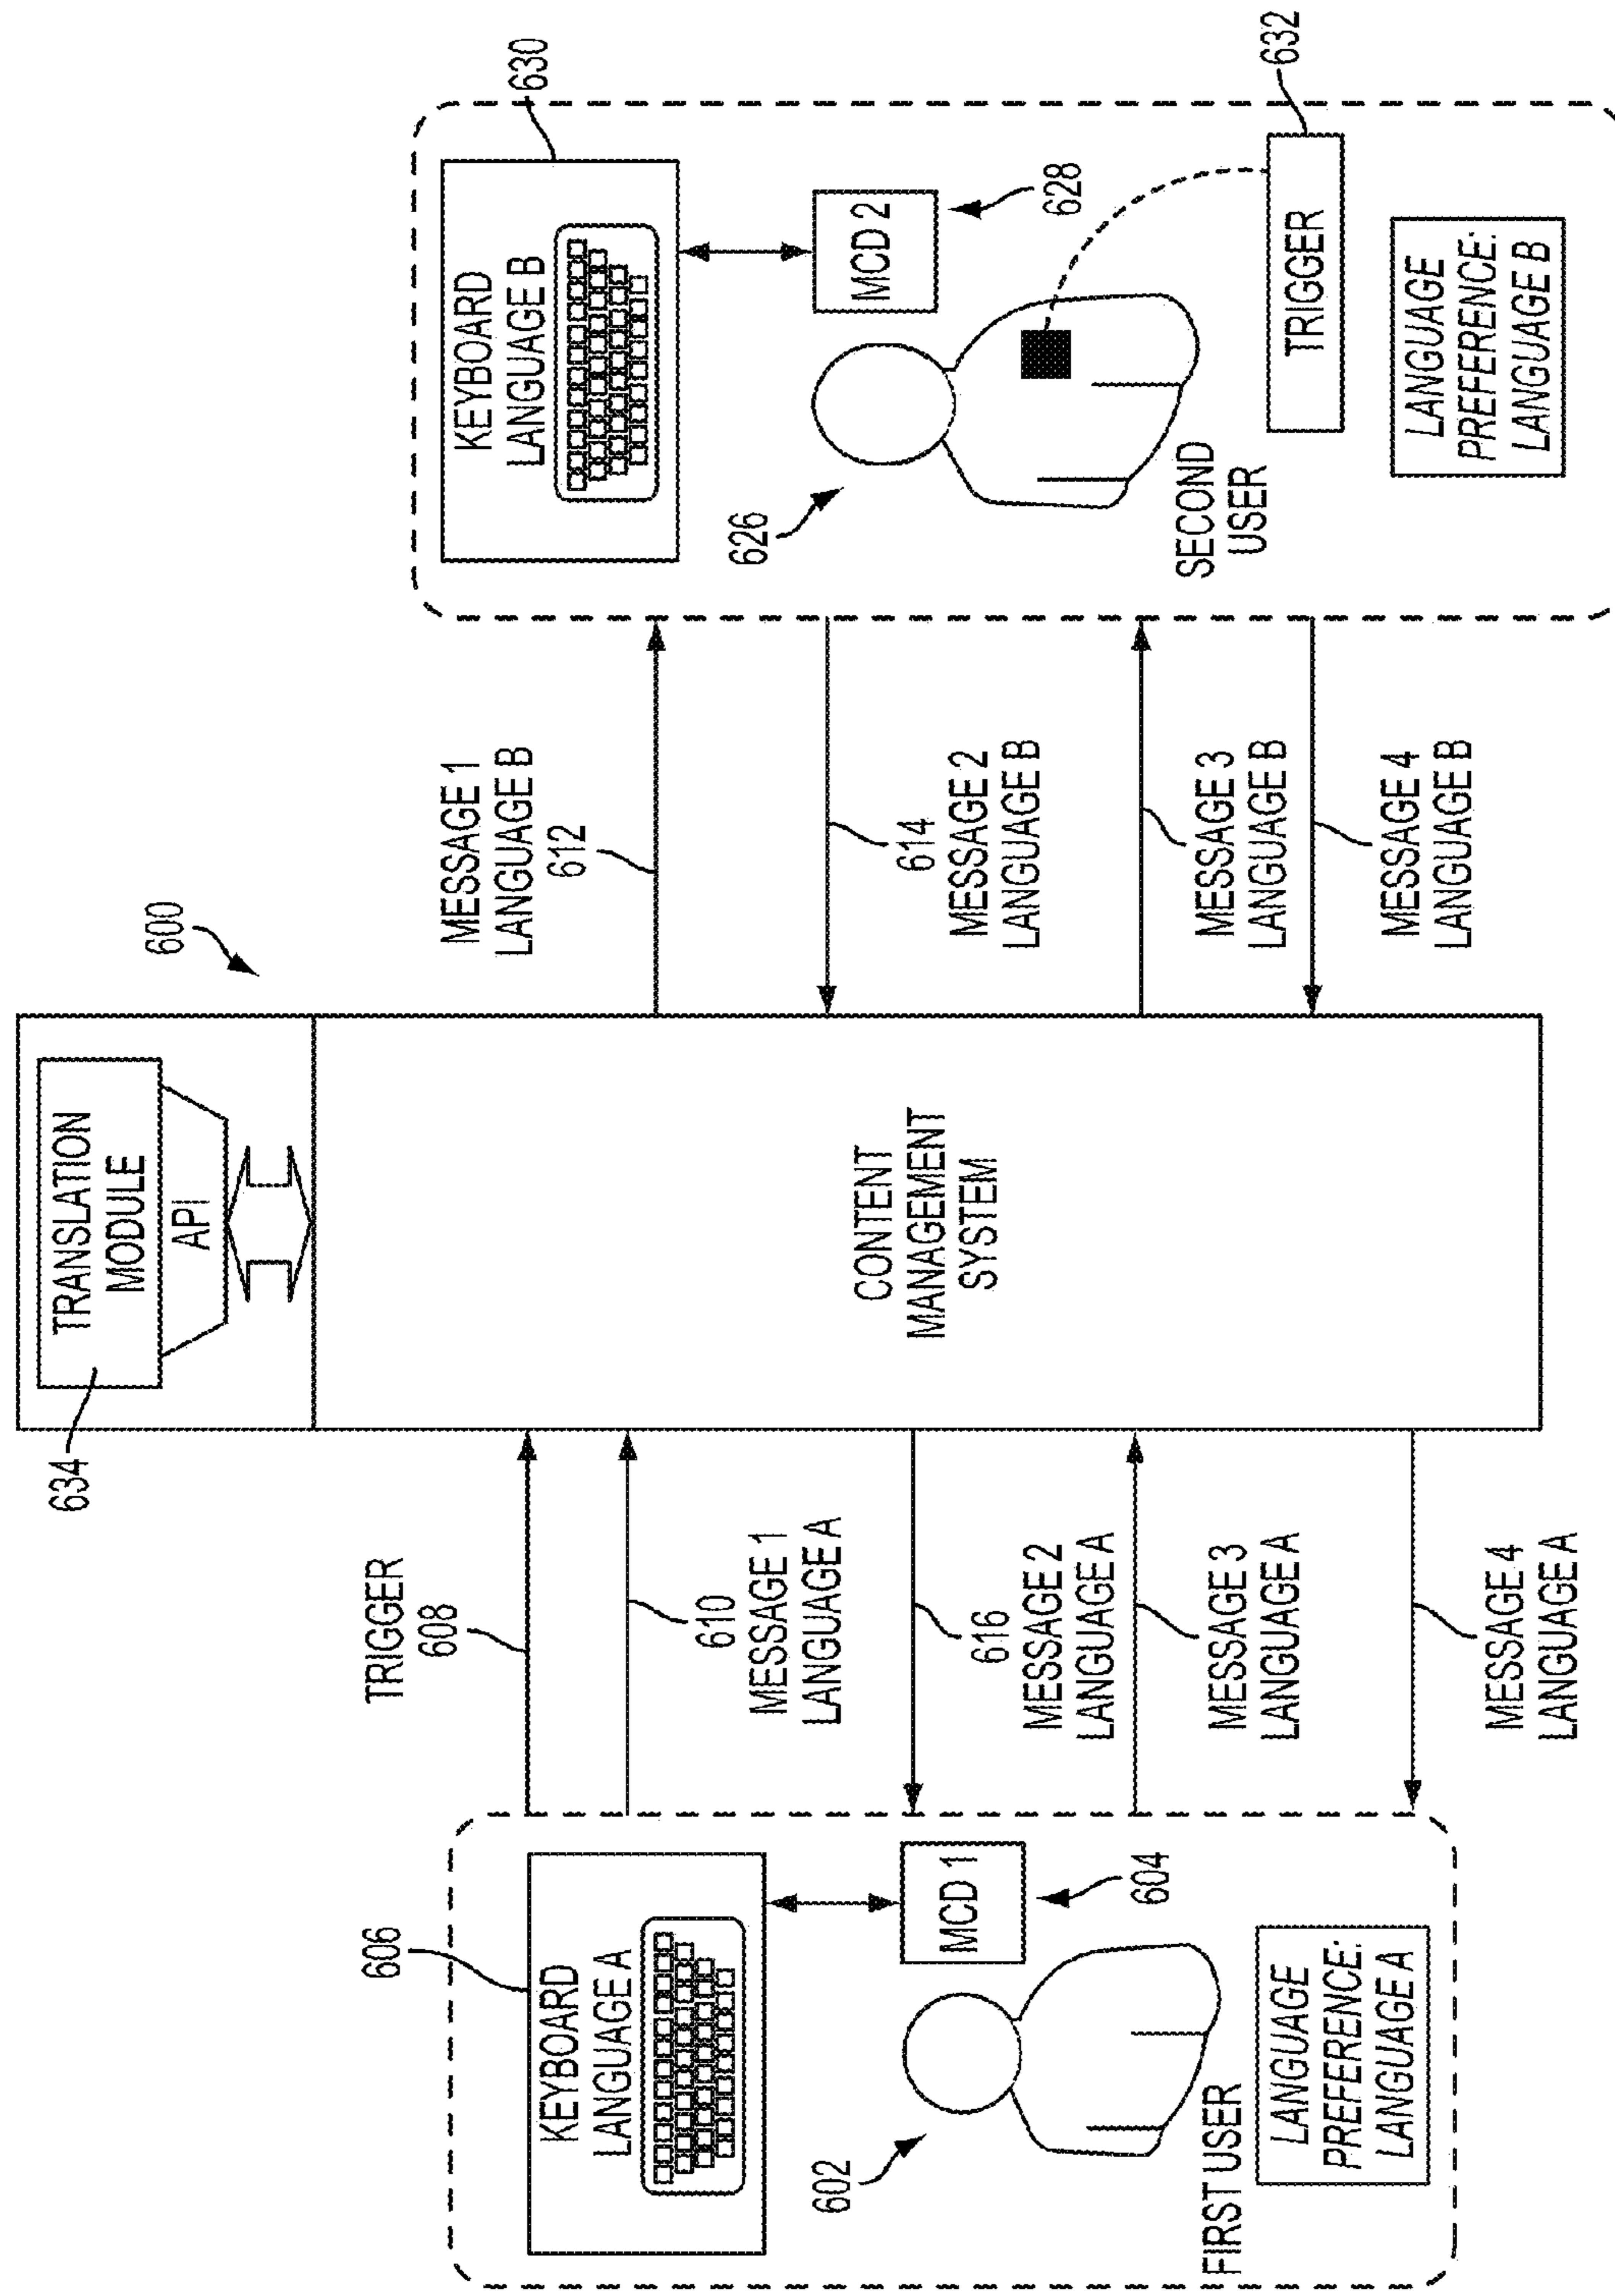 600
634
TRANSLATION
MODULE
API
CONTENT
MANAGEMENT
SYSTEM
606
KEYBOARD
LANGUAGE A
MCD 1
604
602
FIRST USER
LANGUAGE
PREFERENCE:
LANGUAGE A
TRIGGER
608
610
MESSAGE 1
LANGUAGE A
616
MESSAGE 2
LANGUAGE A
MESSAGE 3
LANGUAGE A
MESSAGE 4
LANGUAGE A
MESSAGE 1
LANGUAGE B
612
614
MESSAGE 2
LANGUAGE B
MESSAGE 3
LANGUAGE B
MESSAGE 4
LANGUAGE B
630
KEYBOARD
LANGUAGE B
MCD 2
628
626
SECOND
USER
632
TRIGGER
LANGUAGE
PREFERENCE:
LANGUAGE B